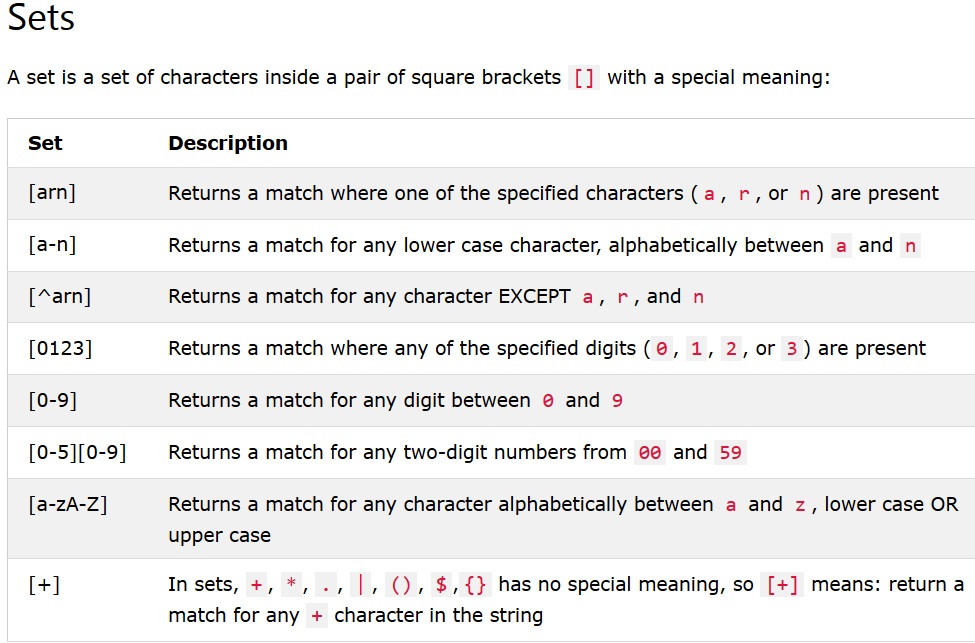 Sets
A set is a set of characters inside a pair of square brackets [] with a special meaning:
Set Description
[arn] Returns a match where one of the specified characters (a, r, or n) are present
[a-n] Returns a match for any lower case character, alphabetically between a and n
[^arn] Returns a match for any character EXCEPT a, r, and n
[0123] Returns a match where any of the specified digits (0, 1, 2, or 3) are present
[0-9] Returns a match for any digit between 0 and 9
[0-5][0-9] Returns a match for any two-digit numbers from 00 and 59
[a-zA-Z] Returns a match for any character alphabetically between a and z, lower case OR
upper case
[+] In sets, +, *, ., |, (), $,{} has no special meaning, so [+] means: return a
match for any + character in the string